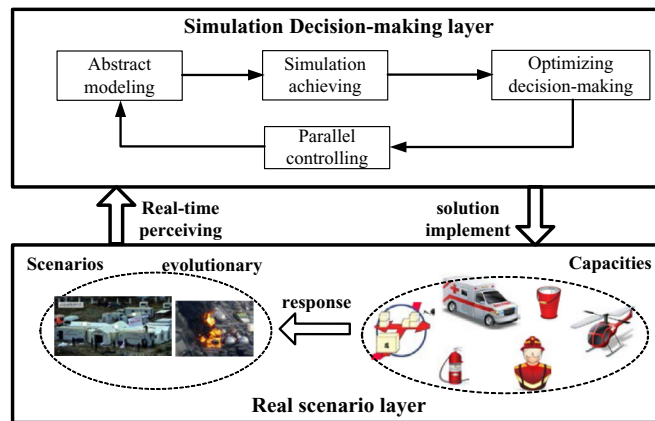 Simulation Decision-making layer
Abstract
modeling
Simulation
achieving
Optimizing
decision-making
Parallel
controlling
Real-time
perceiving
solution
implement
Scenarios
evolutionary
Capacities
response
Real scenario layer